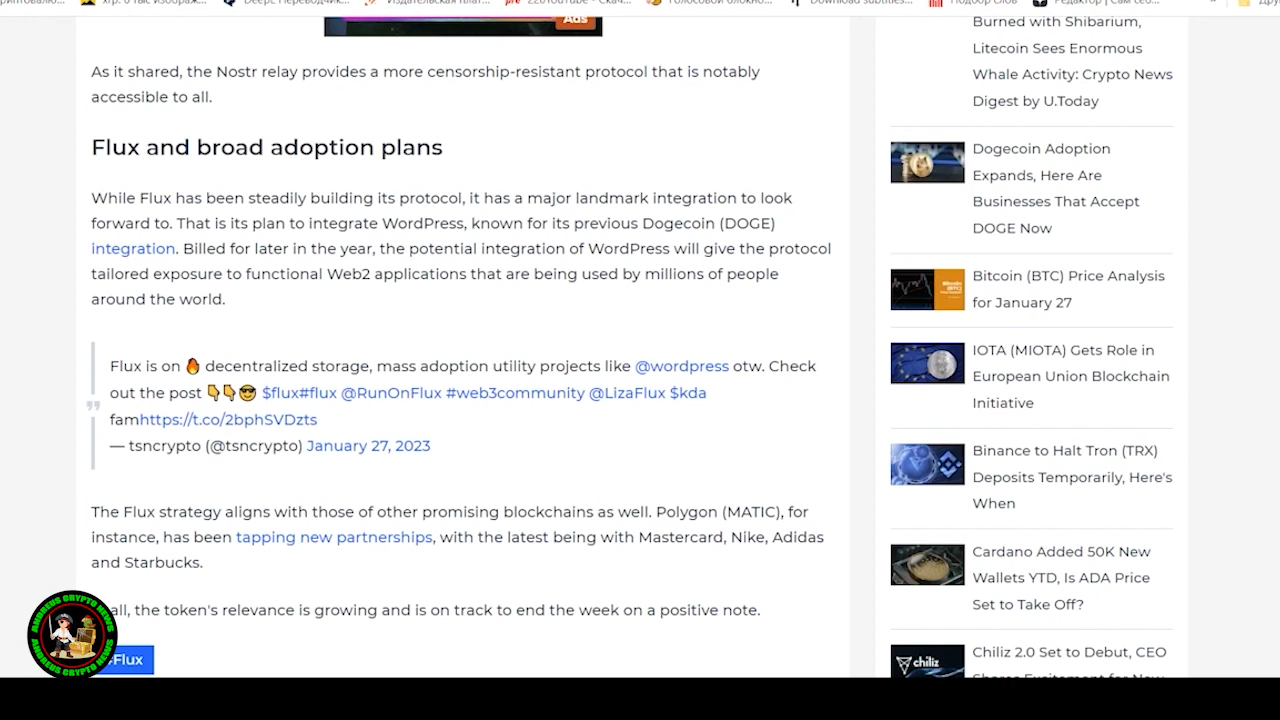 Ads
As it shared, the Nostr relay provides a more censorship-resistant protocol that is notably
accessible to all.
Flux and broad adoption plans
While Flux has been steadily building its protocol, it has a major landmark integration to look
forward to. That is its plan to integrate WordPress, known for its previous Dogecoin (DOGE)
integration. Billed for later in the year, the potential integration of WordPress will give the protocol
tailored exposure to functional Web2 applications that are being used by millions of people
around the world.
Flux is on 🔥 decentralized storage, mass adoption utility projects like @wordpress otw. Check
out the post 👇👇😎 $flux#flux @RunOnFlux #web3community @LizaFlux $kda
famhttps://t.co/2bphSVDzts
— tsncrypto (@tsncrypto) January 27, 2023
The Flux strategy aligns with those of other promising blockchains as well. Polygon (MATIC), for
instance, has been tapping new partnerships, with the latest being with Mastercard, Nike, Adidas
and Starbucks.
all, the token's relevance is growing and is on track to end the week on a positive note.
#Flux
ANDREUS CRYPTO NEWS
ANDREUS CRYPTO NEWS
Burned with Shibarium,
Litecoin Sees Enormous
Whale Activity: Crypto News
Digest by U.Today
Dogecoin Adoption
Expands, Here Are
Businesses That Accept
DOGE Now
Bitcoin (BTC) Price Analysis
for January 27
IOTA (MIOTA) Gets Role in
European Union Blockchain
Initiative
Binance to Halt Tron (TRX)
Deposits Temporarily, Here's
When
Cardano Added 50K New
Wallets YTD, Is ADA Price
Set to Take Off?
chiliz
Chiliz 2.0 Set to Debut, CEO